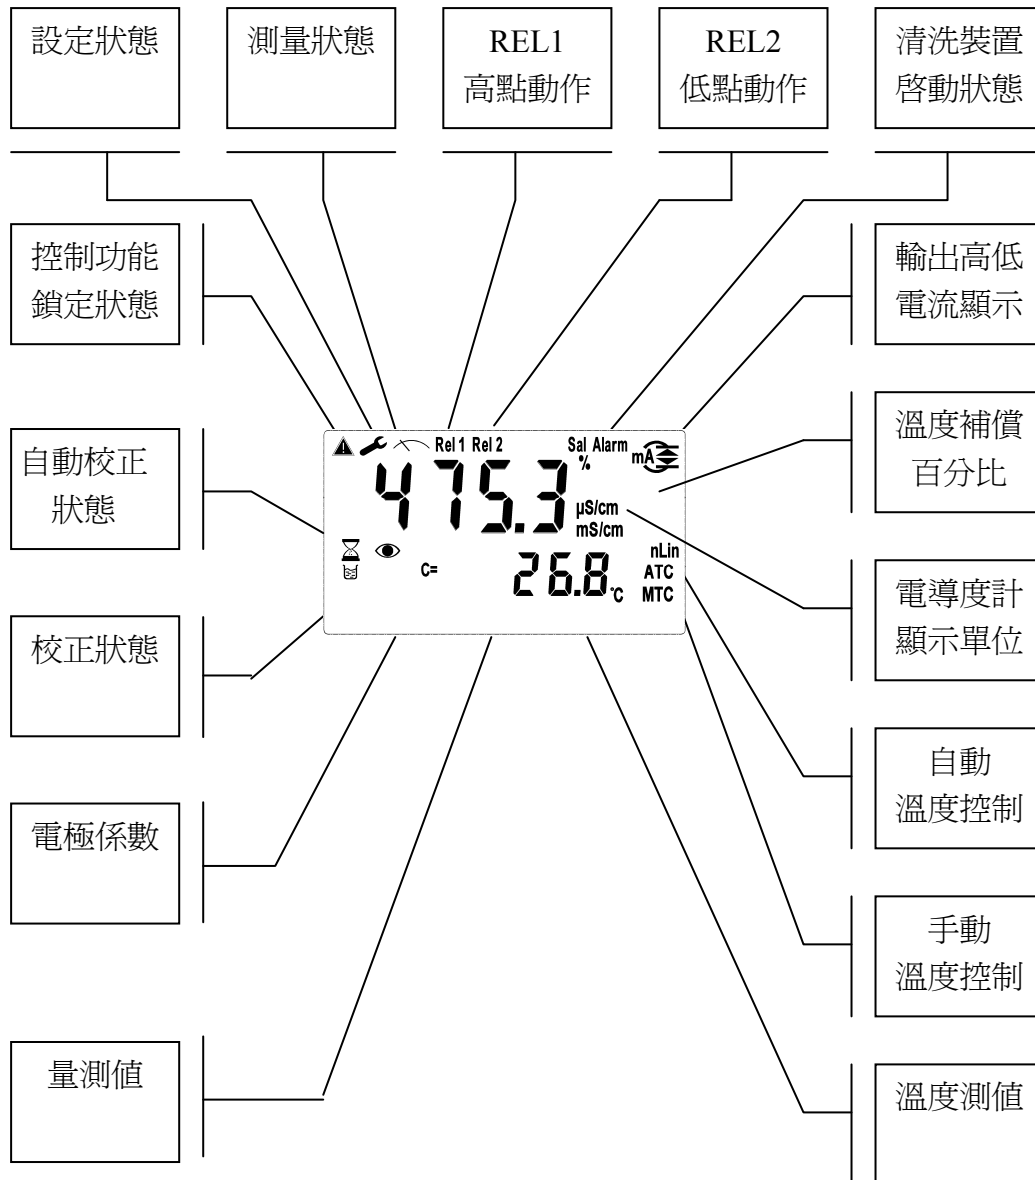 設定狀態
測量狀態
REL1
高點動作
REL2
低點動作
清洗裝置
啓動狀態
控制功能
鎖定狀態
輸出高低
電流顯示
自動校正
狀態
溫度補償
百分比
Rel 1 Rel 2
Sal Alarm
%
mA
475.3
µS/cm
mS/cm
C=
26.8
°C
nLin
ATC
MTC
校正狀態
電導度計
顯示單位
電極係數
自動
溫度控制
手動
溫度控制
量測值
溫度測值